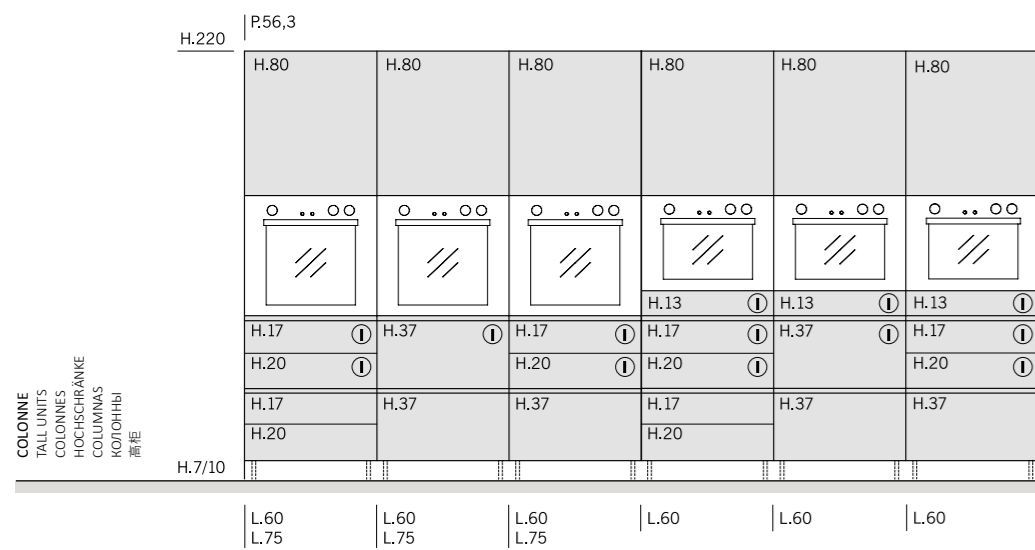 P.56,3
H.220
H.80 H.80 H.80 H.80 H.80 H.80
H.13 H.13 H.13
H.17 H.37 H.17 H.17 H.37 H.17
H.20 H.20 H.20 H.20
H.17 H.37 H.37 H.17 H.37 H.37
H.20 H.20
H.7/10
COLONNE
TALL UNITS
COLONNES
HOCHSCHRÄNKE
COLUMNAS
КОЛОННЫ
高柜
L.60 L.60 L.60 L.60 L.60 L.60
L.75 L.75 L.75